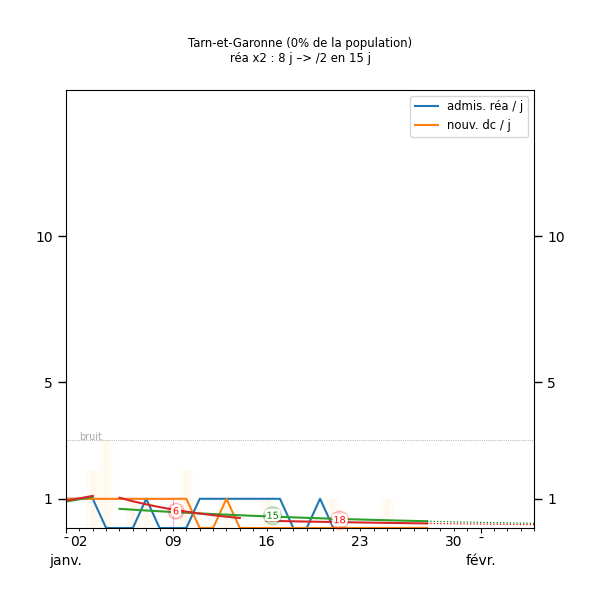 Tarn-et-Garonne (0% de la population)
réa x2 : 8 j –> /2 en 15 j
admis. réa / j
nouv. dc / j
10
10
5
5
bruit
1
1
6
15
18
02
09
16
23
30
janv.
févr.